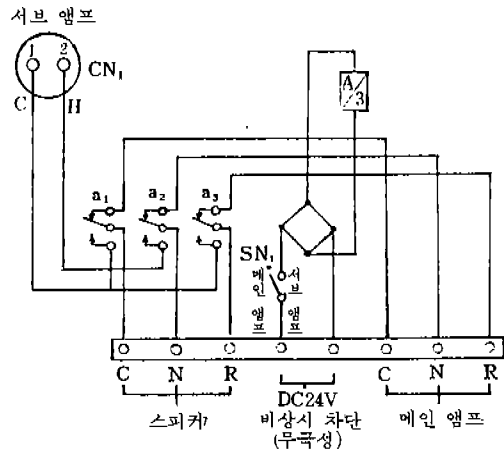 서브 앰프
1 2
CN₁
C H
A/3
a₁ a₂ a₃
SN₁
메인 앰프
서브 앰프
C N R C N R
스피커
DC24V
비상시 차단
(무극성)
메인 앰프